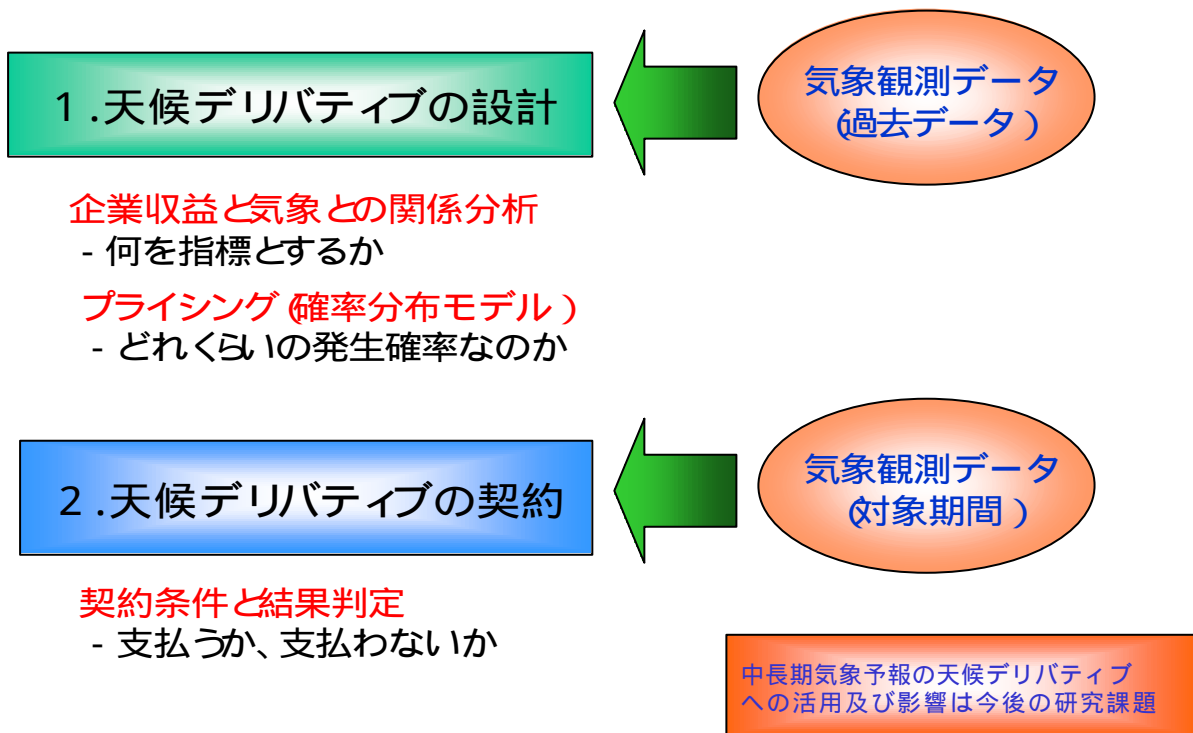 1.天候デリバティブの設計
気象観測データ
(過去データ)
企業収益と気象との関係分析
- 何を指標とするか
プライシング(確率分布モデル)
- どれくらいの発生確率なのか
2.天候デリバティブの契約
気象観測データ
(対象期間)
契約条件と結果判定
- 支払うか、支払わないか
中長期気象予報の天候デリバティブ
への活用及び影響は今後の研究課題